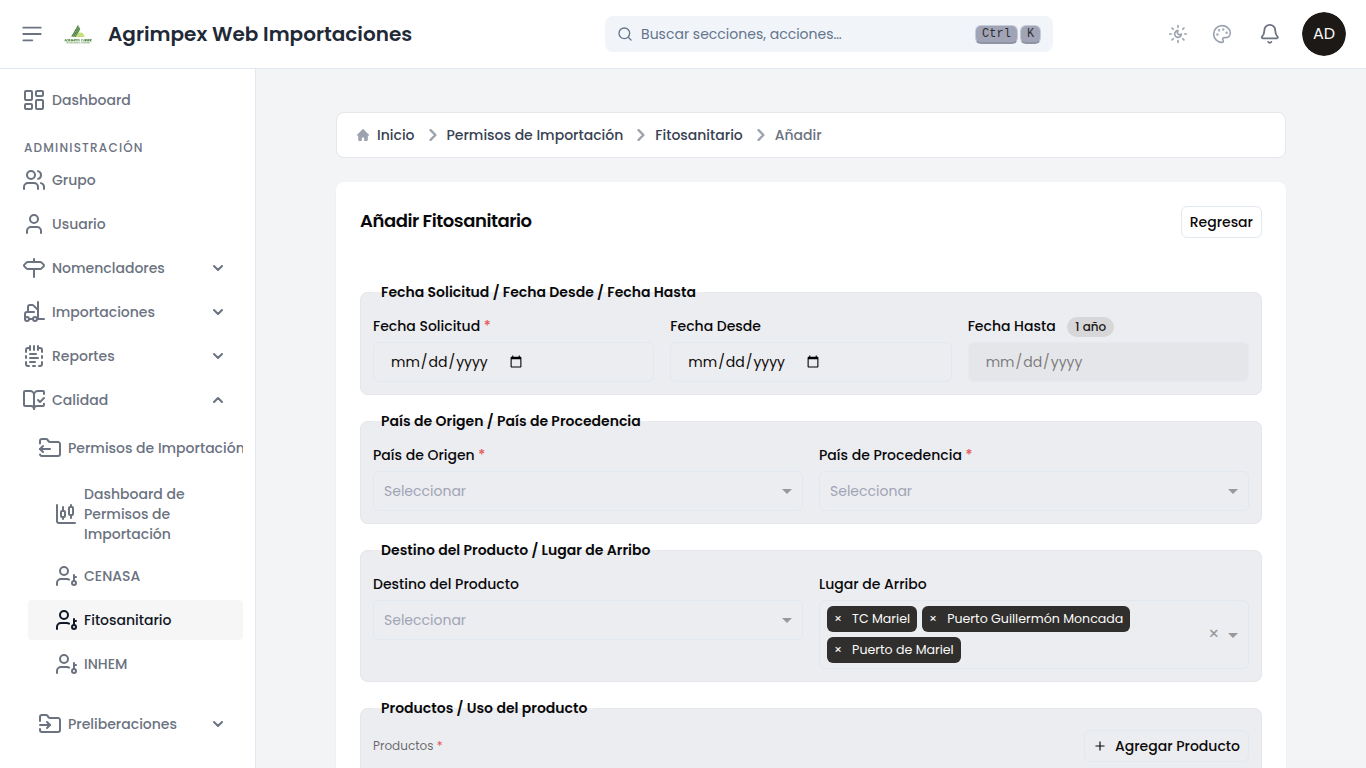 Agrimpex Web Importaciones
Buscar secciones, acciones...
Ctrl K
AD
Dashboard
ADMINISTRACIÓN
Grupo
Usuario
Nomencladores
Importaciones
Reportes
Calidad
Permisos de Importación
Dashboard de
Permisos de
Importación
CENASA
Fitosanitario
INHEM
Preliberaciones
Inicio > Permisos de Importación > Fitosanitario > Añadir
Añadir Fitosanitario
Regresar
Fecha Solicitud / Fecha Desde / Fecha Hasta
Fecha Solicitud * Fecha Desde Fecha Hasta 1 año
mm/dd/yyyy mm/dd/yyyy mm/dd/yyyy
País de Origen / País de Procedencia
País de Origen * País de Procedencia *
Seleccionar Seleccionar
Destino del Producto / Lugar de Arribo
Destino del Producto Lugar de Arribo
Seleccionar
× TC Mariel × Puerto Guillermón Moncada
× Puerto de Mariel
×
Productos / Uso del producto
Productos *
+ Agregar Producto